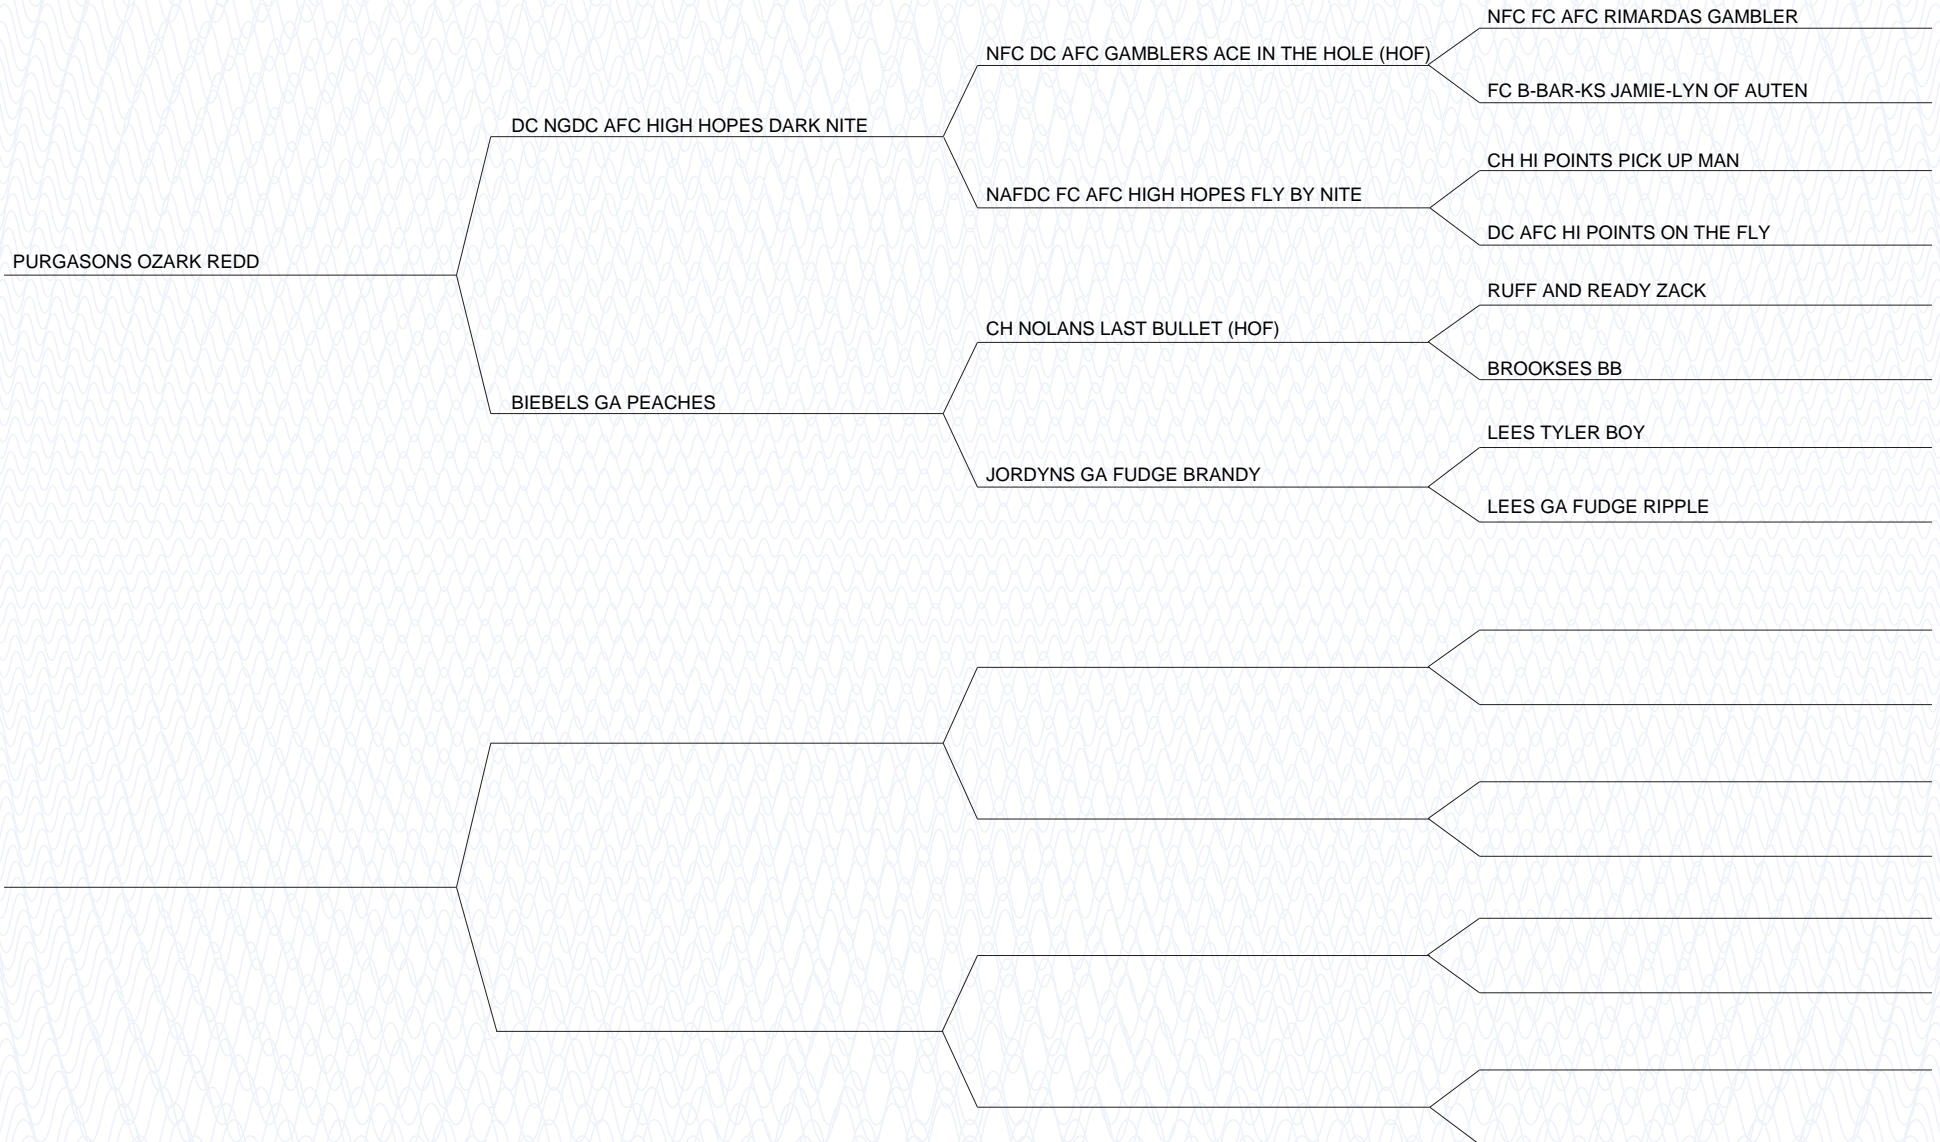 NFC FC AFC RIMARDAS GAMBLER
NFC DC AFC GAMBLERS ACE IN THE HOLE (HOF)
FC B-BAR-KS JAMIE-LYN OF AUTEN
DC NGDC AFC HIGH HOPES DARK NITE
CH HI POINTS PICK UP MAN
NAFDC FC AFC HIGH HOPES FLY BY NITE
DC AFC HI POINTS ON THE FLY
PURGASONS OZARK REDD
RUFF AND READY ZACK
CH NOLANS LAST BULLET (HOF)
BROOKSES BB
BIEBELS GA PEACHES
LEES TYLER BOY
JORDYNS GA FUDGE BRANDY
LEES GA FUDGE RIPPLE